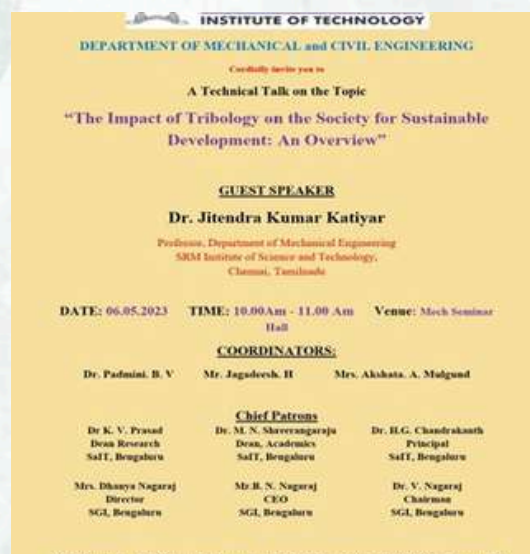 INSTITUTE OF TECHNOLOGY
DEPARTMENT OF MECHANICAL and CIVIL ENGINEERING
Cordially invite you to
A Technical Talk on the Topic
“The Impact of Tribology on the Society for Sustainable
Development: An Overview”
GUEST SPEAKER
Dr. Jitendra Kumar Katiyar
Professor, Department of Mechanical Engineering
SRM Institute of Science and Technology,
Chennai, Tamilnadu
DATE: 06.05.2023 TIME: 10.00Am - 11.00 Am Venue: Mech Seminar
Hall
COORDINATORS:
Dr. Padmini. B. V Mr. Jagadeesh. H Mrs. Akshata. A. Mulgund
Chief Patrons
Dr K. V. Prasad Dr. M. N. Shreerangaraju Dr. H.G. Chandrakanth
Dean Research Dean, Academics Principal
SaIT, Bengaluru SaIT, Bengaluru SaIT, Bengaluru
Mrs. Dhanya Nagaraj Mr.B. N. Nagaraj Dr. V. Nagaraj
Director CEO Chairman
SGI, Bengaluru SGI, Bengaluru SGI, Bengaluru